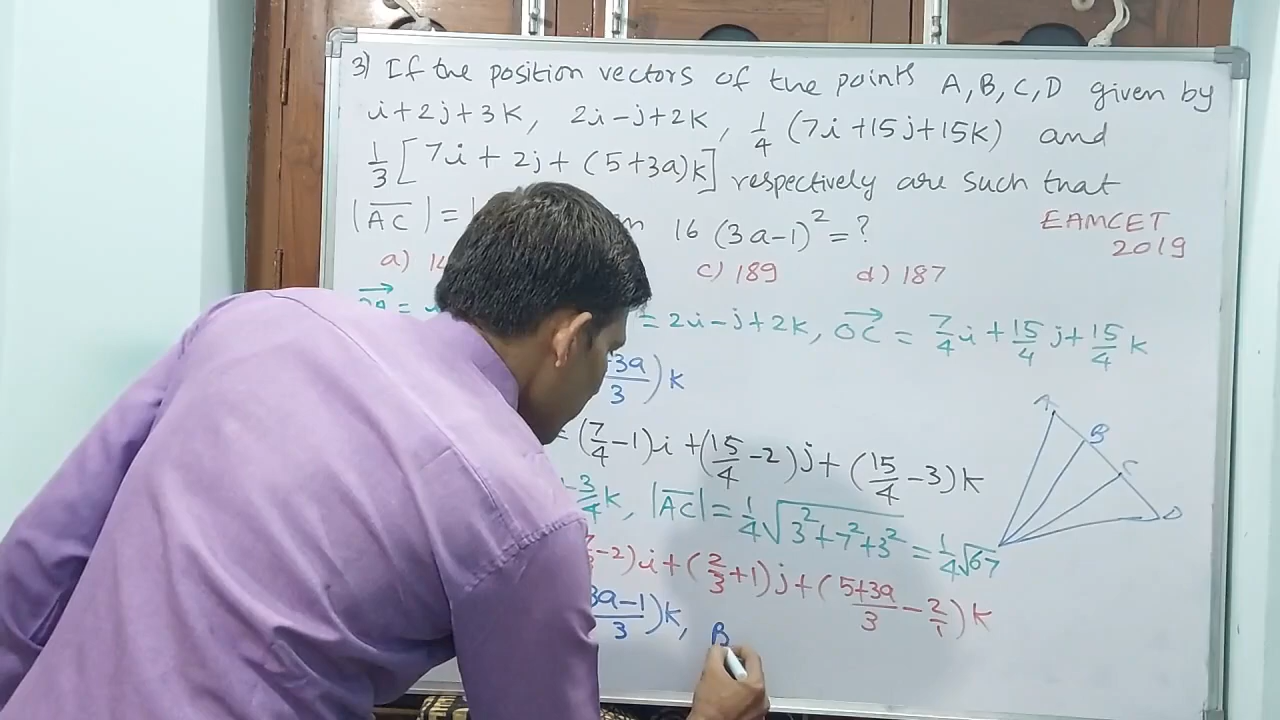 3) If the position vectors of the points A, B, C, D given by
i+2j+3k, 2i-j+2k, 1/4 (7i+15j+15k) and
1/3 [7i+2j+(5+3a)k] respectively are such that
|AC| = 16 (3a-1)² = ?
EAMCET
2019
a) c) 189 d) 187
= 2i-j+2k, OC = 7/4 i + 15/4 j + 15/4 k
3a/3)k
= (7/4 -1)i + (15/4 -2)j + (15/4 -3)k
3/4 k, |AC| = 1/4 √(3²+7²+3²) = 1/4 √67
-2)i + (2/3 +1)j + (5+3a/3 - 2/1)k
3a-1/3)k, B
A
B
C
D